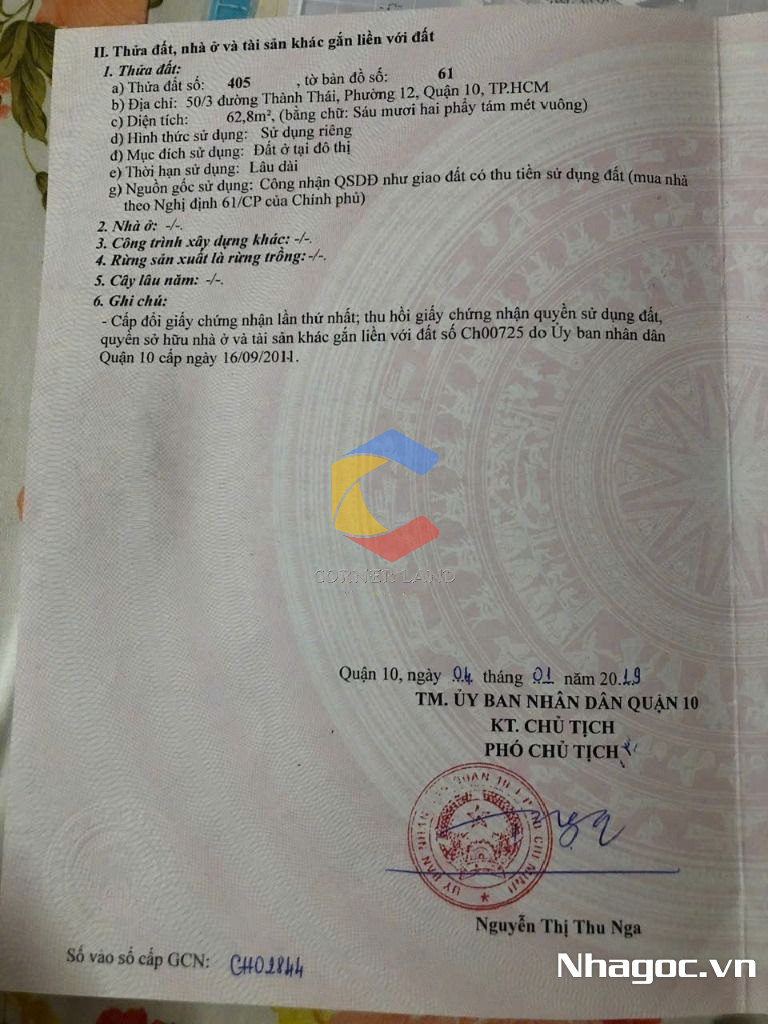 II. Thửa đất, nhà ở và tài sản khác gắn liền với đất
1. Thửa đất:
a) Thửa đất số: 405 , tờ bản đồ số: 61
b) Địa chỉ: 50/3 đường Thành Thái, Phường 12, Quận 10, TP.HCM
c) Diện tích: 62,8m², (bằng chữ: Sáu mươi hai phẩy tám mét vuông)
d) Hình thức sử dụng: Sử dụng riêng
đ) Mục đích sử dụng: Đất ở tại đô thị
e) Thời hạn sử dụng: Lâu dài
g) Nguồn gốc sử dụng: Công nhận QSDĐ như giao đất có thu tiền sử dụng đất (mua nhà
theo Nghị định 61/CP của Chính phủ)
2. Nhà ở: -/-.
3. Công trình xây dựng khác: -/-.
4. Rừng sản xuất là rừng trồng: -/-.
5. Cây lâu năm: -/-.
6. Ghi chú:
- Cấp đổi giấy chứng nhận lần thứ nhất; thu hồi giấy chứng nhận quyền sử dụng đất,
quyền sở hữu nhà ở và tài sản khác gắn liền với đất số Ch00725 do Ủy ban nhân dân
Quận 10 cấp ngày 16/09/2011.
CORNER LAND
Quận 10, ngày 04 tháng 01 năm 2019
TM. ỦY BAN NHÂN DÂN QUẬN 10
KT. CHỦ TỊCH
PHÓ CHỦ TỊCH
Nguyễn Thị Thu Nga
Số vào sổ cấp GCN: CH02844
Nhagoc.vn